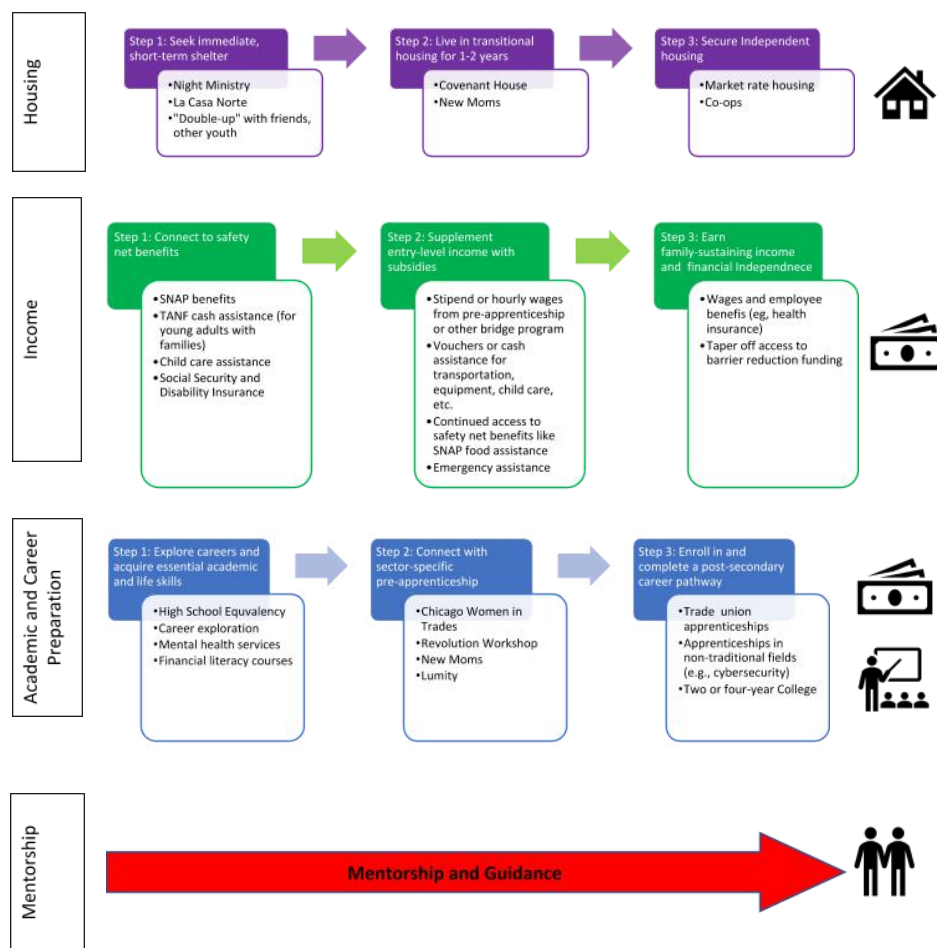 Housing
Step 1: Seek immediate,
short-term shelter
•Night Ministry
•La Casa Norte
•"Double-up" with friends,
other youth
Step 2: Live in transitional
housing for 1-2 years
•Covenant House
•New Moms
Step 3: Secure Independent
housing
•Market rate housing
•Co-ops
Income
Step 1: Connect to safety
net benefits
•SNAP benefits
•TANF cash assistance (for
young adults with
families)
•Child care assistance
•Social Security and
Disability Insurance
Step 2: Supplement
entry-level income with
subsidies
•Stipend or hourly wages
from pre-apprenticeship
or other bridge program
•Vouchers or cash
assistance for
transportation,
equipment, child care,
etc.
•Continued access to
safety net benefits like
SNAP food assistance
•Emergency assistance
Step 3: Earn
family-sustaining income
and financial Independnece
•Wages and employee
benefis (eg, health
insurance)
•Taper off access to
barrier reduction funding
Academic and Career
Preparation
Step 1: Explore careers and
acquire essential academic
and life skills
•High School Equvalency
•Career exploration
•Mental health services
•Financial literacy courses
Step 2: Connect with
sector-specific
pre-apprenticeship
•Chicago Women in
Trades
•Revolution Workshop
•New Moms
•Lumity
Step 3: Enroll in and
complete a post-secondary
career pathway
•Trade union
apprenticeships
•Apprenticeships in
non-traditional fields
(e.g., cybersecurity)
•Two or four-year College
Mentorship
Mentorship and Guidance